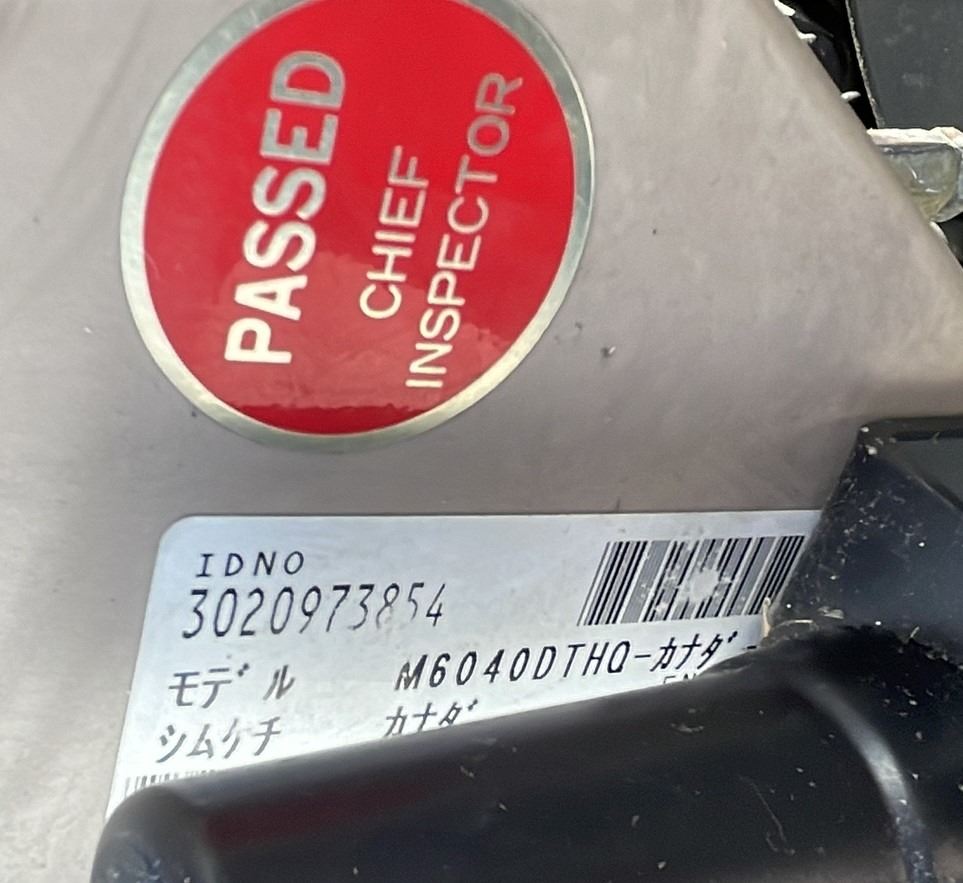 PASSED
CHIEF
INSPECTOR
IDNO
3020973854
モデル M6040DTHQ-カナダ
シムケチ カナダ